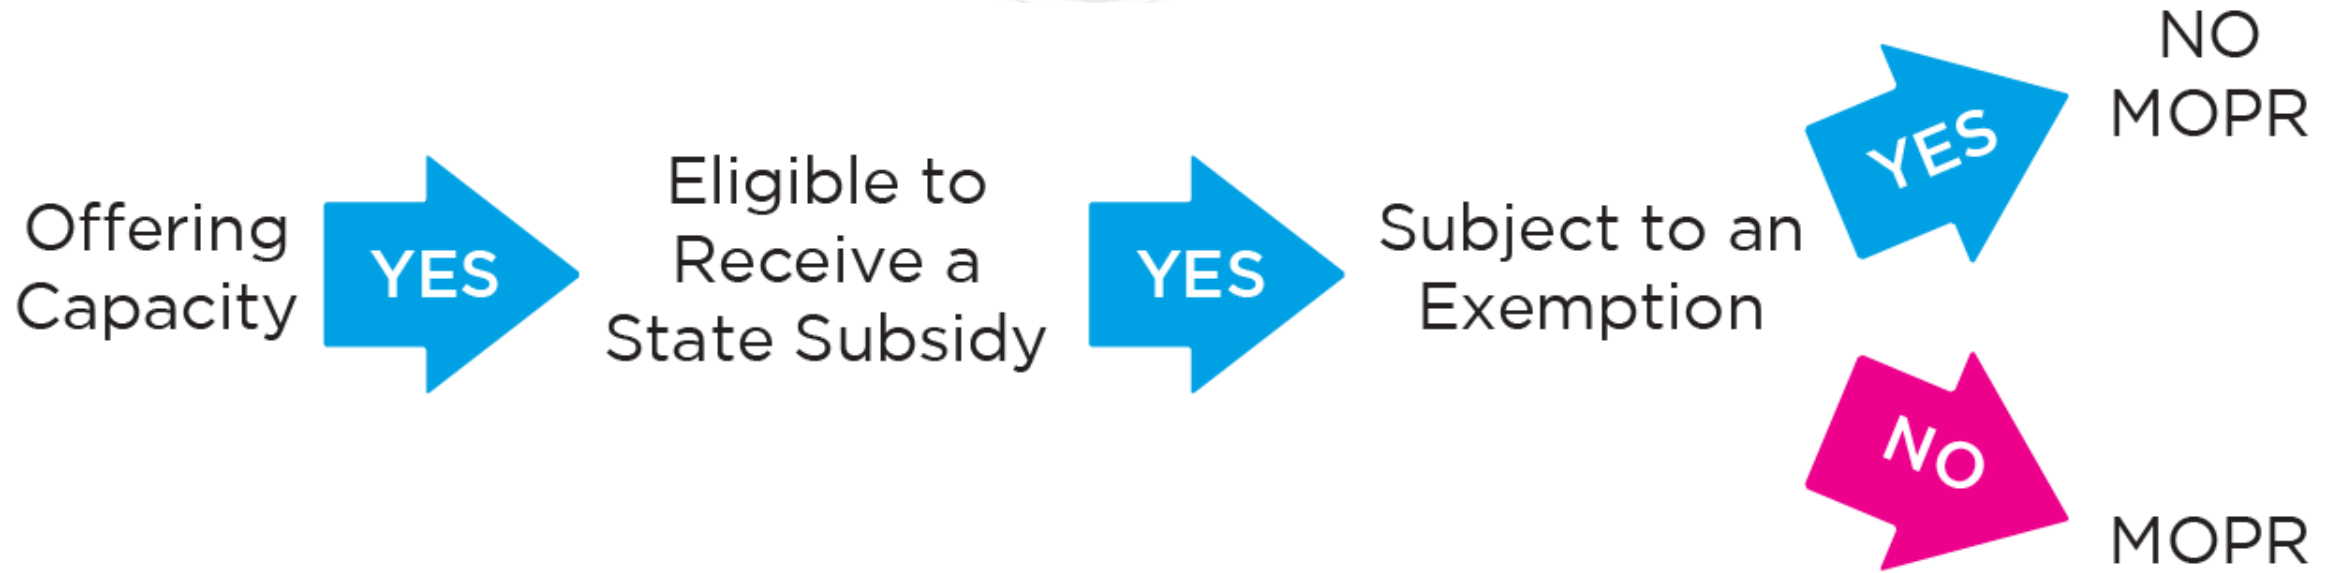 Offering
Capacity
YES
Eligible to
Receive a
State Subsidy
YES
Subject to an
Exemption
YES
NO
MOPR
NO
MOPR